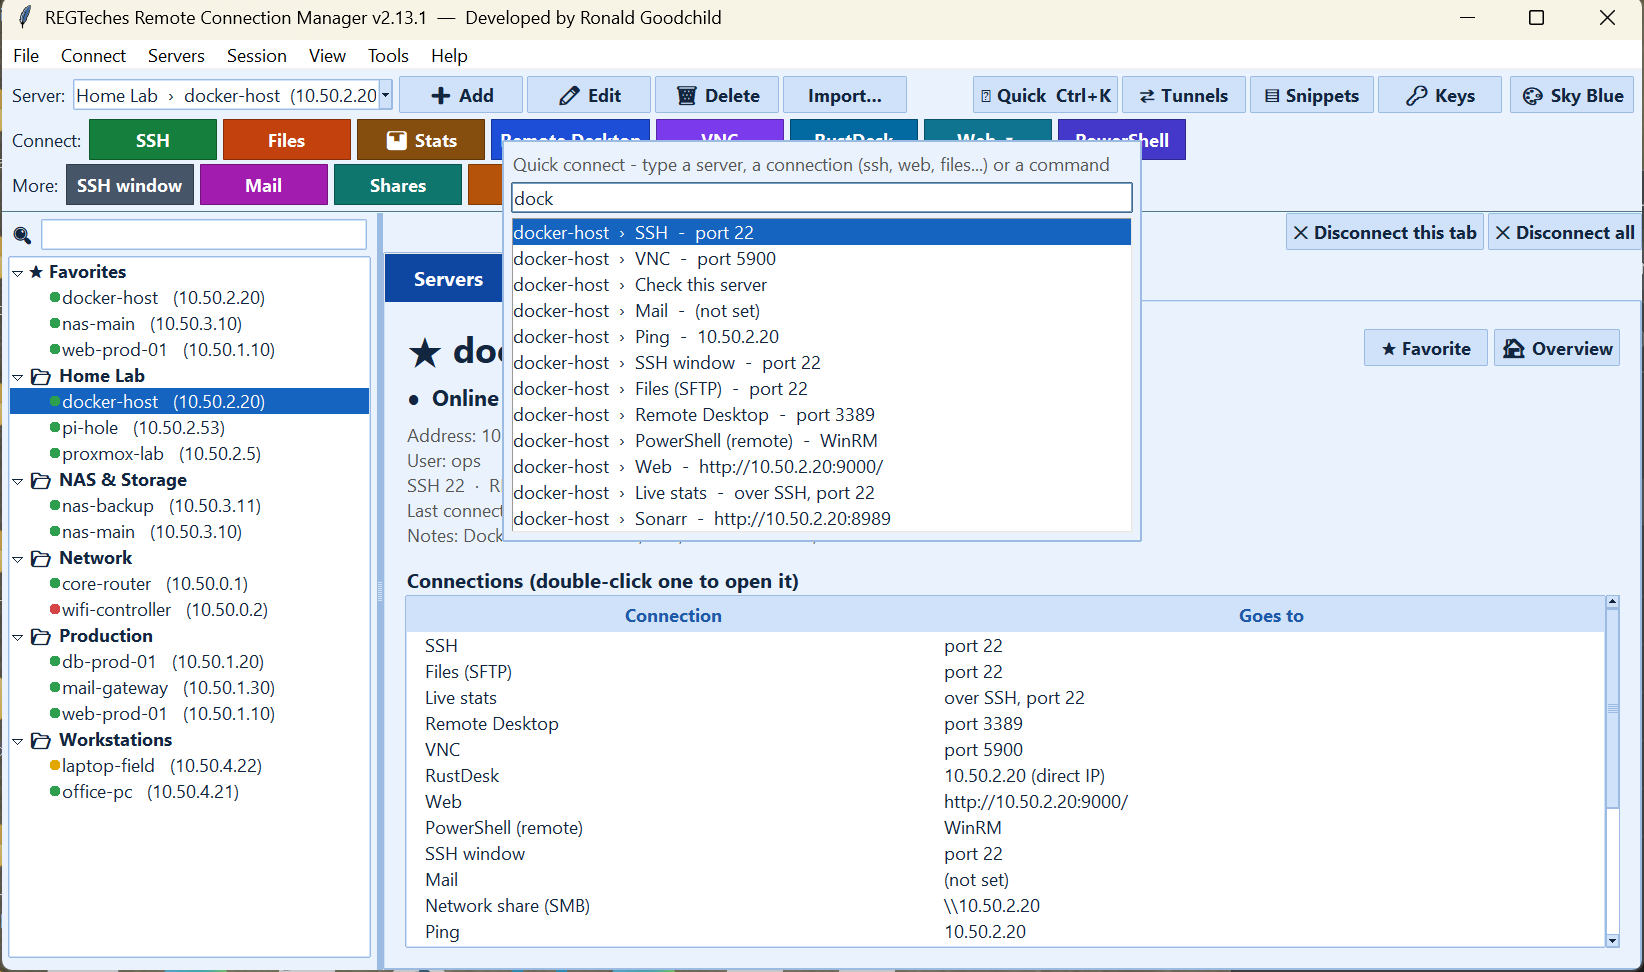 REGTeches Remote Connection Manager v2.13.1 — Developed by Ronald Goodchild
File Connect Servers Session View Tools Help
Server: Home Lab › docker-host (10.50.2.20 Add Edit Delete Import... Quick Ctrl+K Tunnels Snippets Keys Sky Blue
Connect: SSH Files Stats Remote Desktop VNC RustDesk Web PowerShell
More: SSH window Mail Shares
Quick connect - type a server, a connection (ssh, web, files...) or a command
dock
docker-host › SSH - port 22
docker-host › VNC - port 5900
docker-host › Check this server
docker-host › Mail - (not set)
docker-host › Ping - 10.50.2.20
docker-host › SSH window - port 22
docker-host › Files (SFTP) - port 22
docker-host › Remote Desktop - port 3389
docker-host › PowerShell (remote) - WinRM
docker-host › Web - http://10.50.2.20:9000/
docker-host › Live stats - over SSH, port 22
docker-host › Sonarr - http://10.50.2.20:8989
Disconnect this tab Disconnect all
★ Favorites
docker-host (10.50.2.20)
nas-main (10.50.3.10)
web-prod-01 (10.50.1.10)
Home Lab
docker-host (10.50.2.20)
pi-hole (10.50.2.53)
proxmox-lab (10.50.2.5)
NAS & Storage
nas-backup (10.50.3.11)
nas-main (10.50.3.10)
Network
core-router (10.50.0.1)
wifi-controller (10.50.0.2)
Production
db-prod-01 (10.50.1.20)
mail-gateway (10.50.1.30)
web-prod-01 (10.50.1.10)
Workstations
laptop-field (10.50.4.22)
office-pc (10.50.4.21)
Servers
★ Favorite Overview
● Online
Address: 10
User: ops
SSH 22 · R
Last connect
Notes: Dock
Connections (double-click one to open it)
Connection Goes to
SSH port 22
Files (SFTP) port 22
Live stats over SSH, port 22
Remote Desktop port 3389
VNC port 5900
RustDesk 10.50.2.20 (direct IP)
Web http://10.50.2.20:9000/
PowerShell (remote) WinRM
SSH window port 22
Mail (not set)
Network share (SMB) \\10.50.2.20
Ping 10.50.2.20